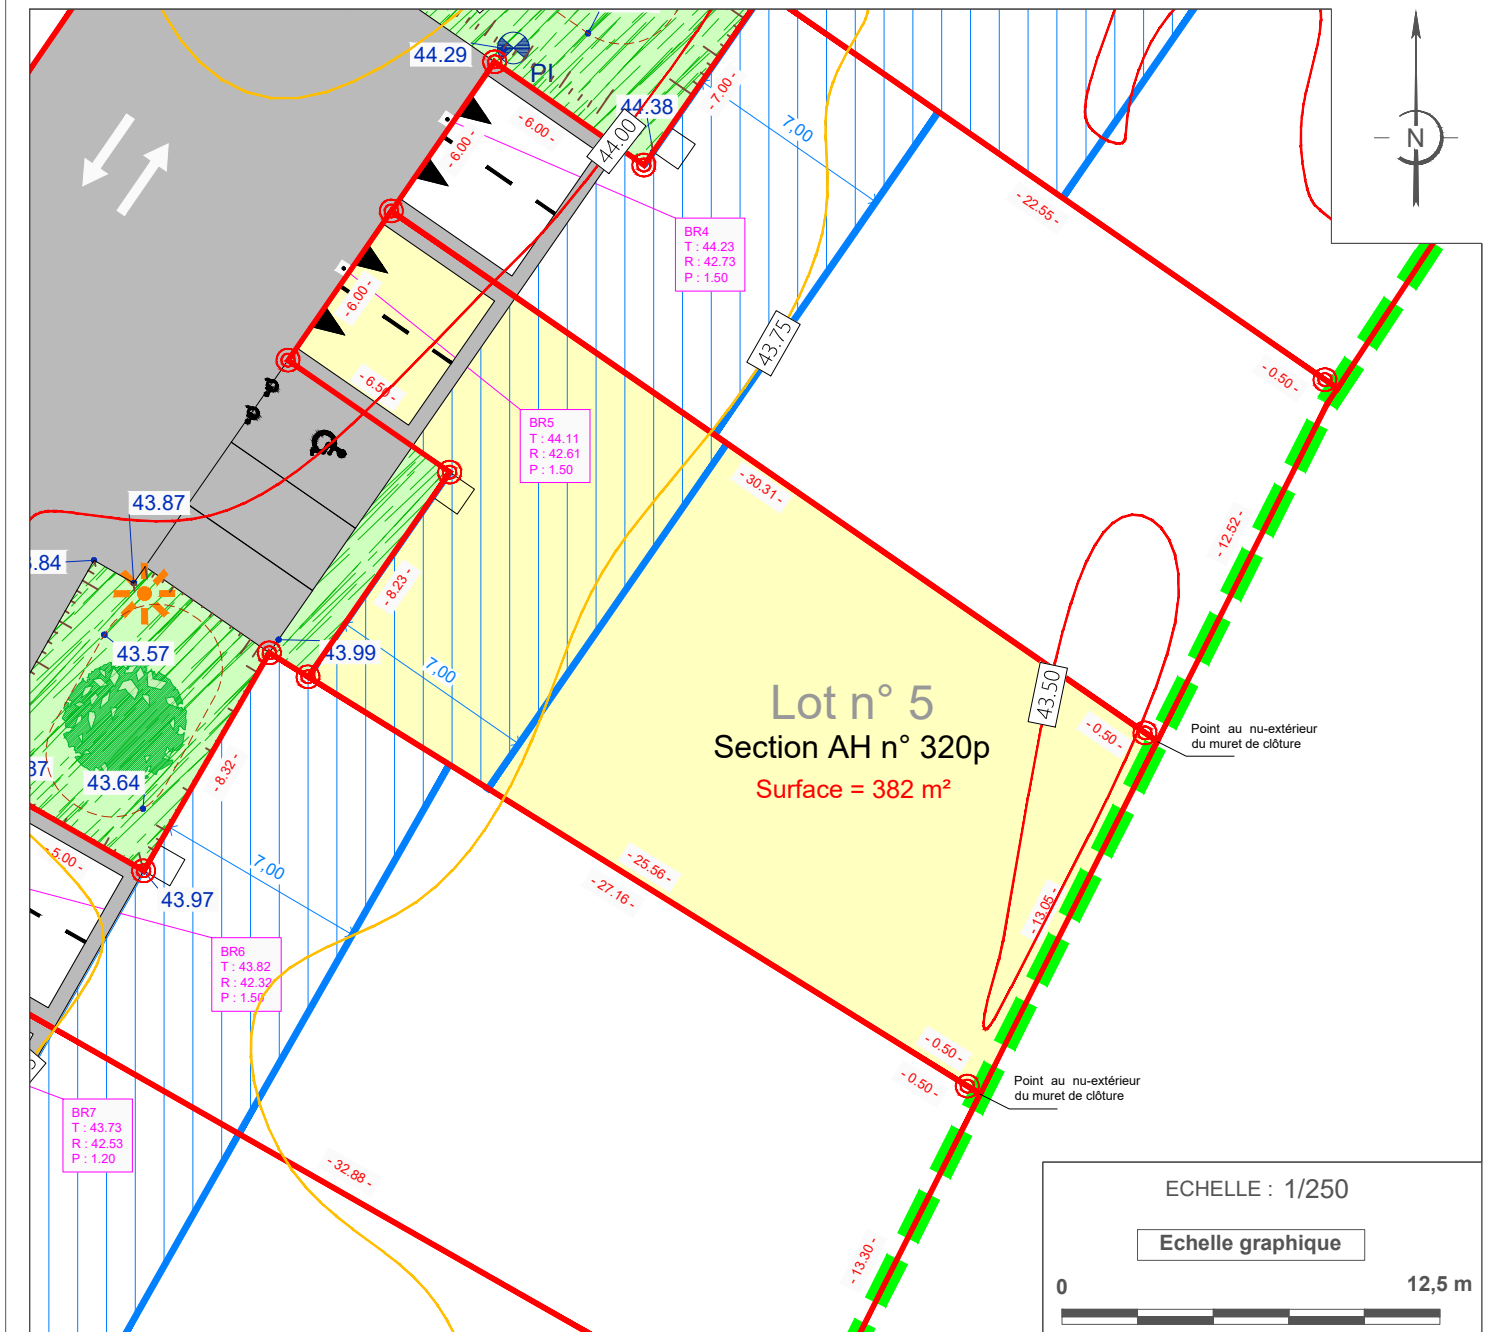 44.29
PI
44.38
- 7.00 -
7,00
- 6.00 -
- 6.00 -
44.00
N
- 22.55 -
BR4
T : 44.23
R : 42.73
P : 1.50
- 6.00 -
43.75
- 6.50 -
- 0.50 -
BR5
T : 44.11
R : 42.61
P : 1.50
- 30.31 -
43.87
- 12.52 -
- 8.23 -
43.57
43.99
7,00
43.50
Lot n° 5
Section AH n° 320p
Surface = 382 m²
- 0.50 -
Point au nu-extérieur
du muret de clôture
- 8.32 -
43.64
- 5.00 -
7,00
- 25.56 -
- 27.16 -
43.97
- 13.05 -
BR6
T : 43.82
R : 42.32
P : 1.50
- 0.50 -
- 0.50 -
Point au nu-extérieur
du muret de clôture
BR7
T : 43.73
R : 42.53
P : 1.20
- 32.88 -
- 13.30 -
ECHELLE : 1/250
Echelle graphique
0 12,5 m